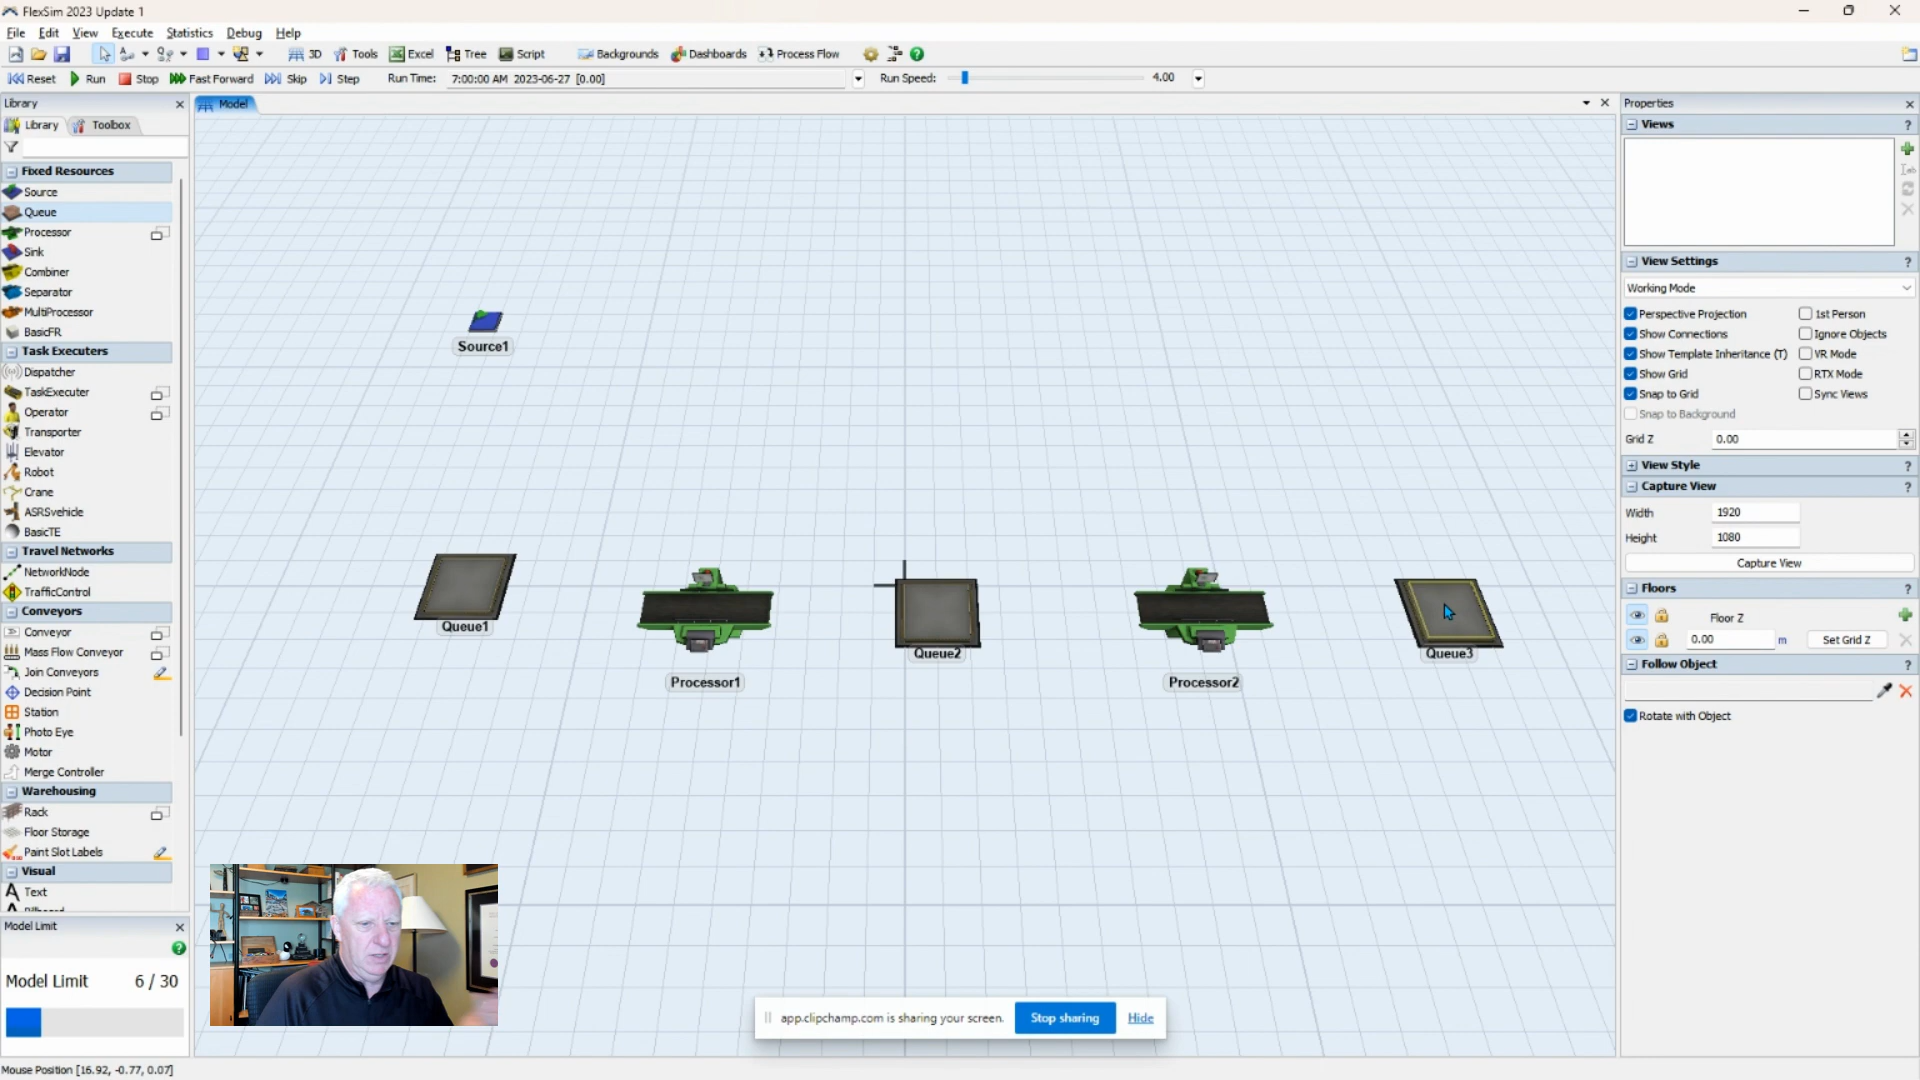 FlexSim 2023 Update 1
File Edit View Execute Statistics Debug Help
3D Tools Excel Tree Script Backgrounds Dashboards Process Flow
Reset Run Stop Fast Forward Skip Step Run Time: 7:00:00 AM 2023-06-27 [0.00] Run Speed: 4.00
Library
Library Toolbox
Fixed Resources
Source
Queue
Processor
Sink
Combiner
Separator
MultiProcessor
BasicFR
Task Executers
Dispatcher
TaskExecuter
Operator
Transporter
Elevator
Robot
Crane
ASRSvehicle
BasicTE
Travel Networks
NetworkNode
TrafficControl
Conveyors
Conveyor
Mass Flow Conveyor
Join Conveyors
Decision Point
Station
Photo Eye
Motor
Merge Controller
Warehousing
Rack
Floor Storage
Paint Slot Labels
Visual
Text
Model Limit
Model Limit 6 / 30
Mouse Position [16.92, -0.77, 0.07]
Model
Source1
Queue1
Processor1
Queue2
Processor2
Queue3
app.clipchamp.com is sharing your screen. Stop sharing Hide
Properties
Views
View Settings
Working Mode
Perspective Projection 1st Person
Show Connections Ignore Objects
Show Template Inheritance (T) VR Mode
Show Grid RTX Mode
Snap to Grid Sync Views
Snap to Background
Grid Z 0.00
View Style
Capture View
Width 1920
Height 1080
Capture View
Floors
Floor Z
0.00 m Set Grid Z
Follow Object
Rotate with Object